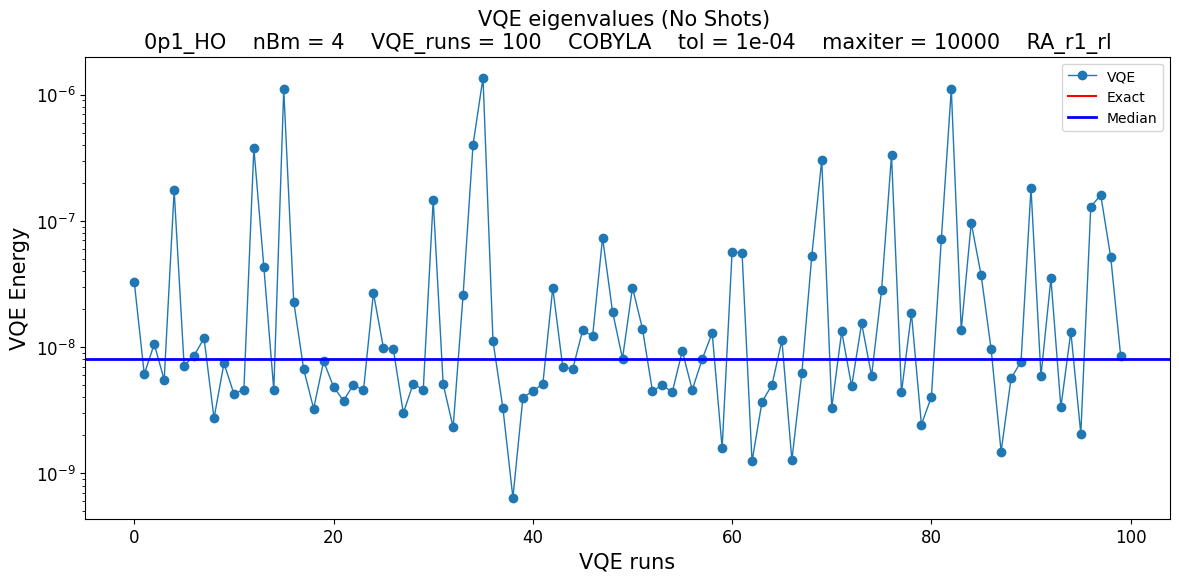 VQE eigenvalues (No Shots)
0p1_HO    nBm = 4    VQE_runs = 100    COBYLA    tol = 1e-04    maxiter = 10000    RA_r1_rl
VQE
Exact
Median
VQE Energy
10⁻⁶
10⁻⁷
10⁻⁸
10⁻⁹
0 20 40 60 80 100
VQE runs